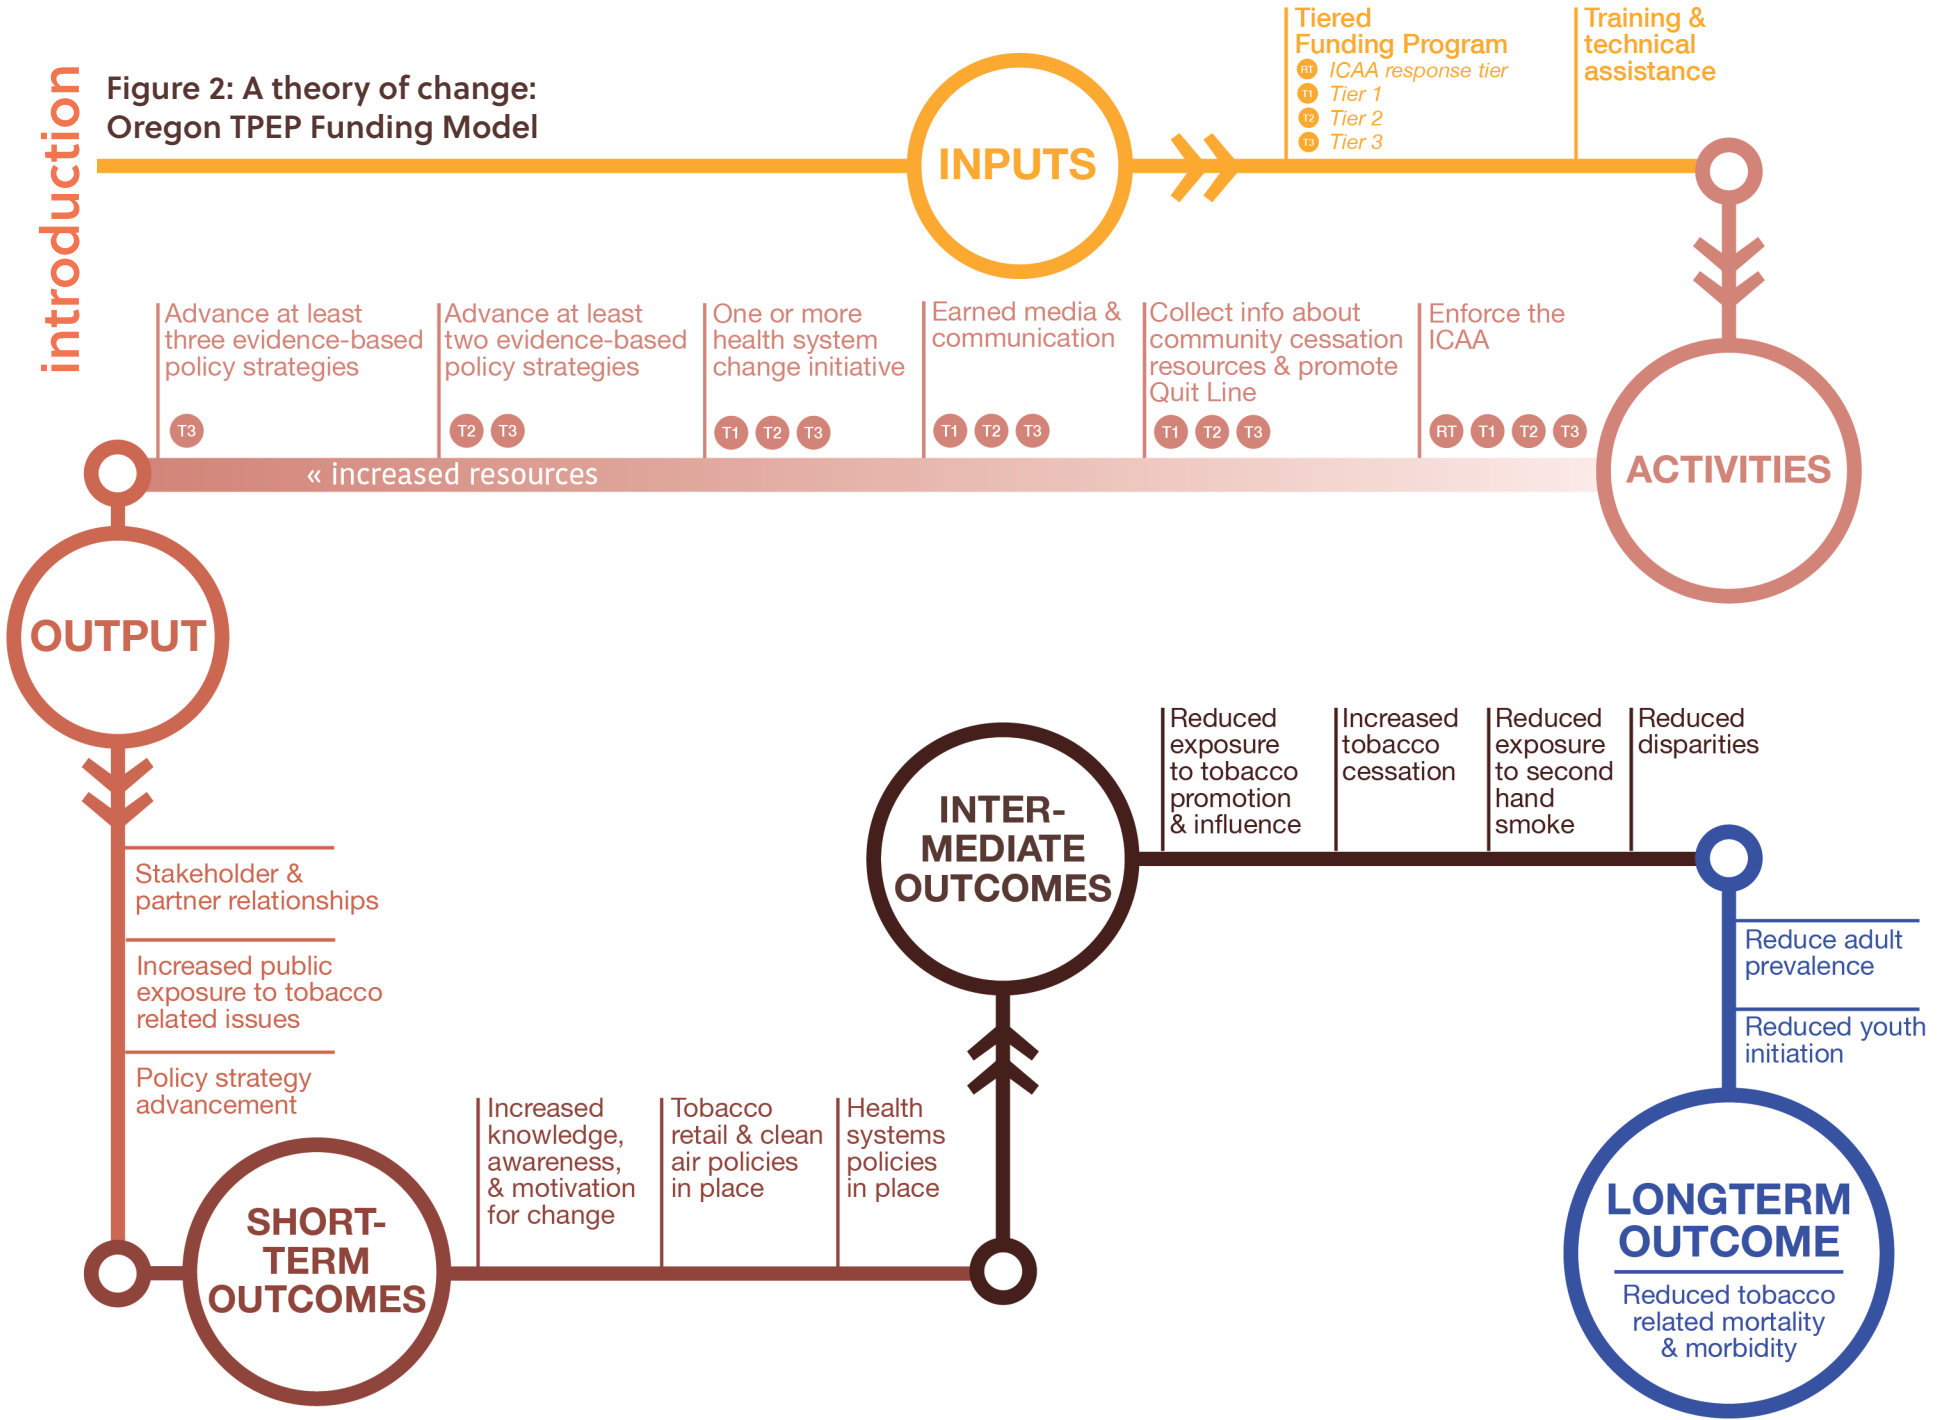 introduction
Figure 2: A theory of change:
Oregon TPEP Funding Model
INPUTS
Tiered
Funding Program
RT ICAA response tier
T1 Tier 1
T2 Tier 2
T3 Tier 3
Training &
technical
assistance
Advance at least
three evidence-based
policy strategies
T3
Advance at least
two evidence-based
policy strategies
T2 T3
One or more
health system
change initiative
T1 T2 T3
Earned media &
communication
T1 T2 T3
Collect info about
community cessation
resources & promote
Quit Line
T1 T2 T3
Enforce the
ICAA
RT T1 T2 T3
« increased resources
ACTIVITIES
OUTPUT
Stakeholder &
partner relationships
Increased public
exposure to tobacco
related issues
Policy strategy
advancement
SHORT-
TERM
OUTCOMES
Increased
knowledge,
awareness,
& motivation
for change
Tobacco
retail & clean
air policies
in place
Health
systems
policies
in place
INTER-
MEDIATE
OUTCOMES
Reduced
exposure
to tobacco
promotion
& influence
Increased
tobacco
cessation
Reduced
exposure
to second
hand
smoke
Reduced
disparities
Reduce adult
prevalence
Reduced youth
initiation
LONGTERM
OUTCOME
Reduced tobacco
related mortality
& morbidity